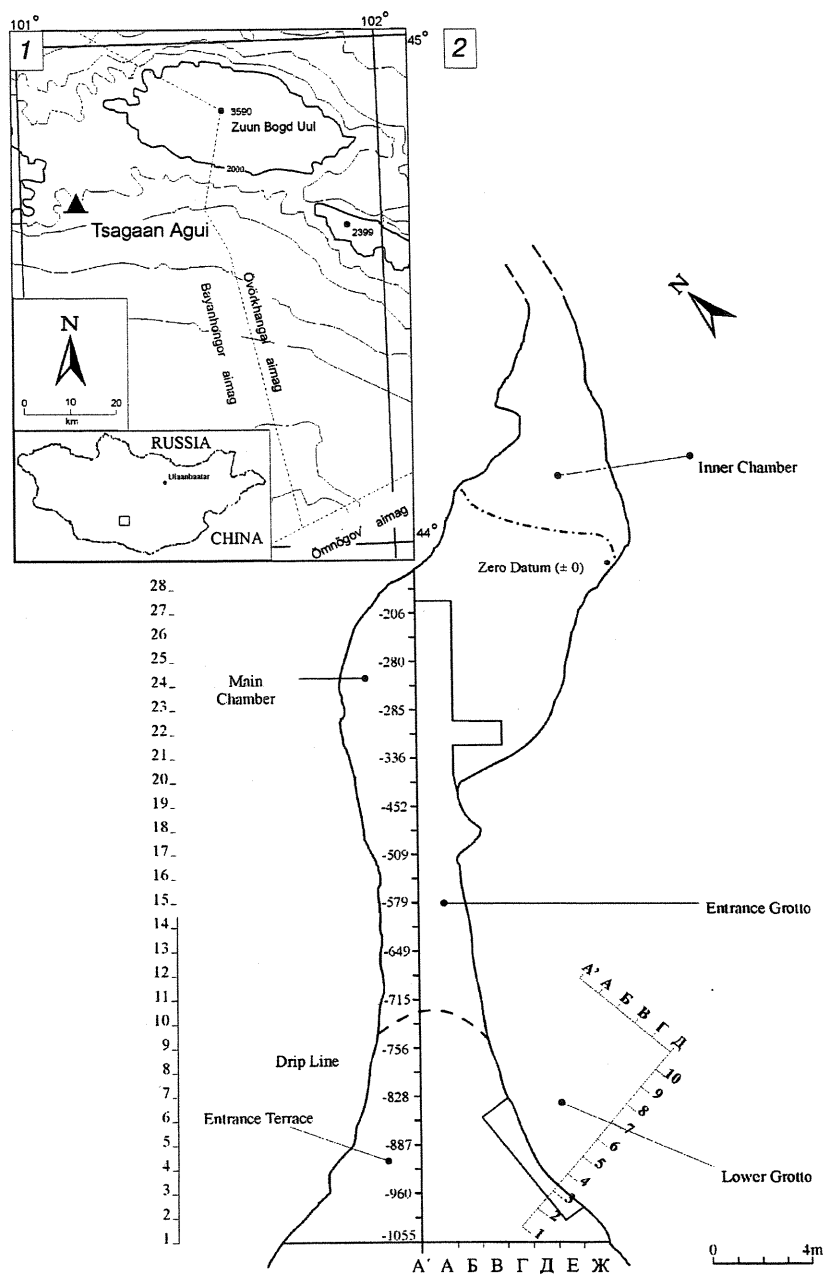 101°
102°
45°
1
2
3590
Zuun Bogd Uul
2000
2399
Tsagaan Agui
Bayanhongor aimag
Övörkhangai aimag
N
0 10 20
km
RUSSIA
Ulaanbaatar
CHINA
44°
Ömnögov aimag
N
Inner Chamber
Zero Datum (± 0)
28
27
26
25
24
23
22
21
20
19
18
17
16
15
14
13
12
11
10
9
8
7
6
5
4
3
2
1
-206
-280
-285
-336
-452
-509
-579
-649
-715
-756
-828
-887
-960
-1055
Main
Chamber
Entrance Grotto
Drip Line
Entrance Terrace
Lower Grotto
А' А Б В Г Д
10
9
8
7
6
5
4
3
2
1
А' А Б В Г Д Е Ж
0 4m